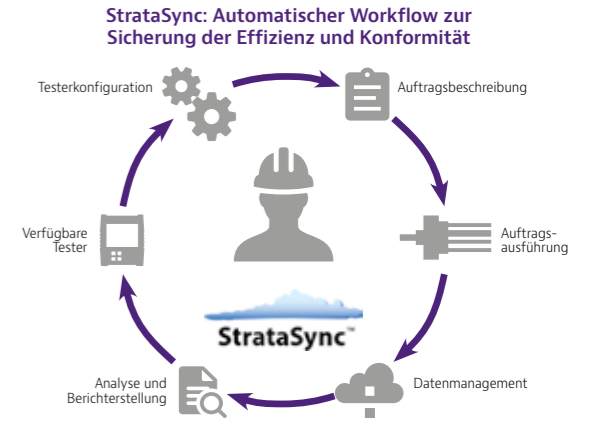 StrataSync: Automatischer Workflow zur
Sicherung der Effizienz und Konformität
Testerkonfiguration
Auftragsbeschreibung
Verfügbare
Tester
Auftrags-
ausführung
StrataSync™
Analyse und
Berichterstellung
Datenmanagement